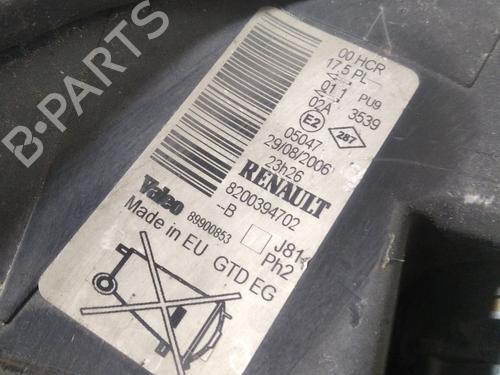 00 HCR
17.5 PL
01 1 PU9
02A 3539
E2
287
05047
29/08/2006
23h26
RENAULT
8200394702
--B
Valeo 89900853
J81
Made in EU GTD EG Ph2
B-PARTS